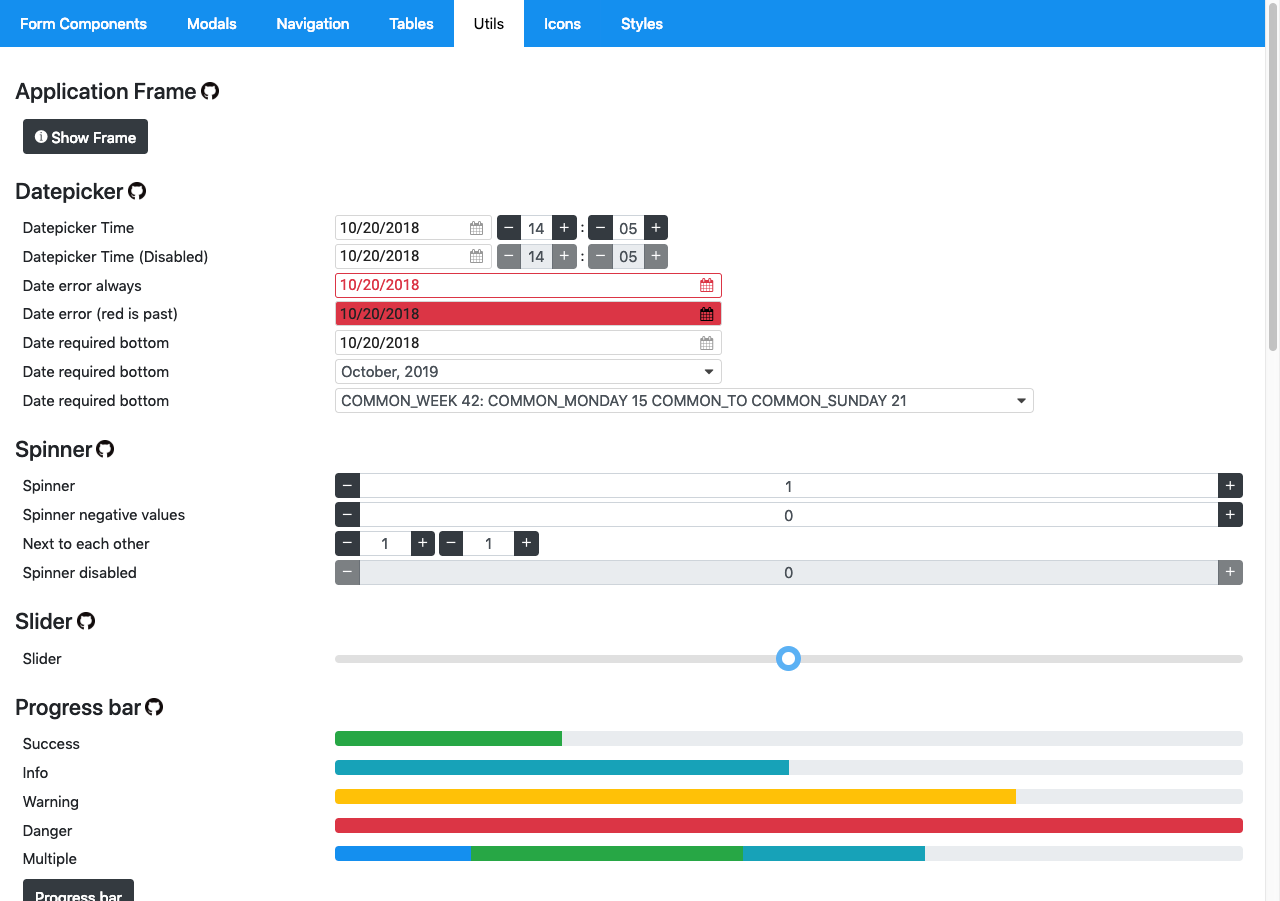 Form Components Modals Navigation Tables Utils Icons Styles
Application Frame
Show Frame
Datepicker
Datepicker Time 10/20/2018 − 14 + : − 05 +
Datepicker Time (Disabled) 10/20/2018 − 14 + : − 05 +
Date error always 10/20/2018
Date error (red is past) 10/20/2018
Date required bottom 10/20/2018
Date required bottom October, 2019
Date required bottom COMMON_WEEK 42: COMMON_MONDAY 15 COMMON_TO COMMON_SUNDAY 21
Spinner
Spinner − 1 +
Spinner negative values − 0 +
Next to each other − 1 + − 1 +
Spinner disabled − 0 +
Slider
Slider
Progress bar
Success
Info
Warning
Danger
Multiple
Progress bar